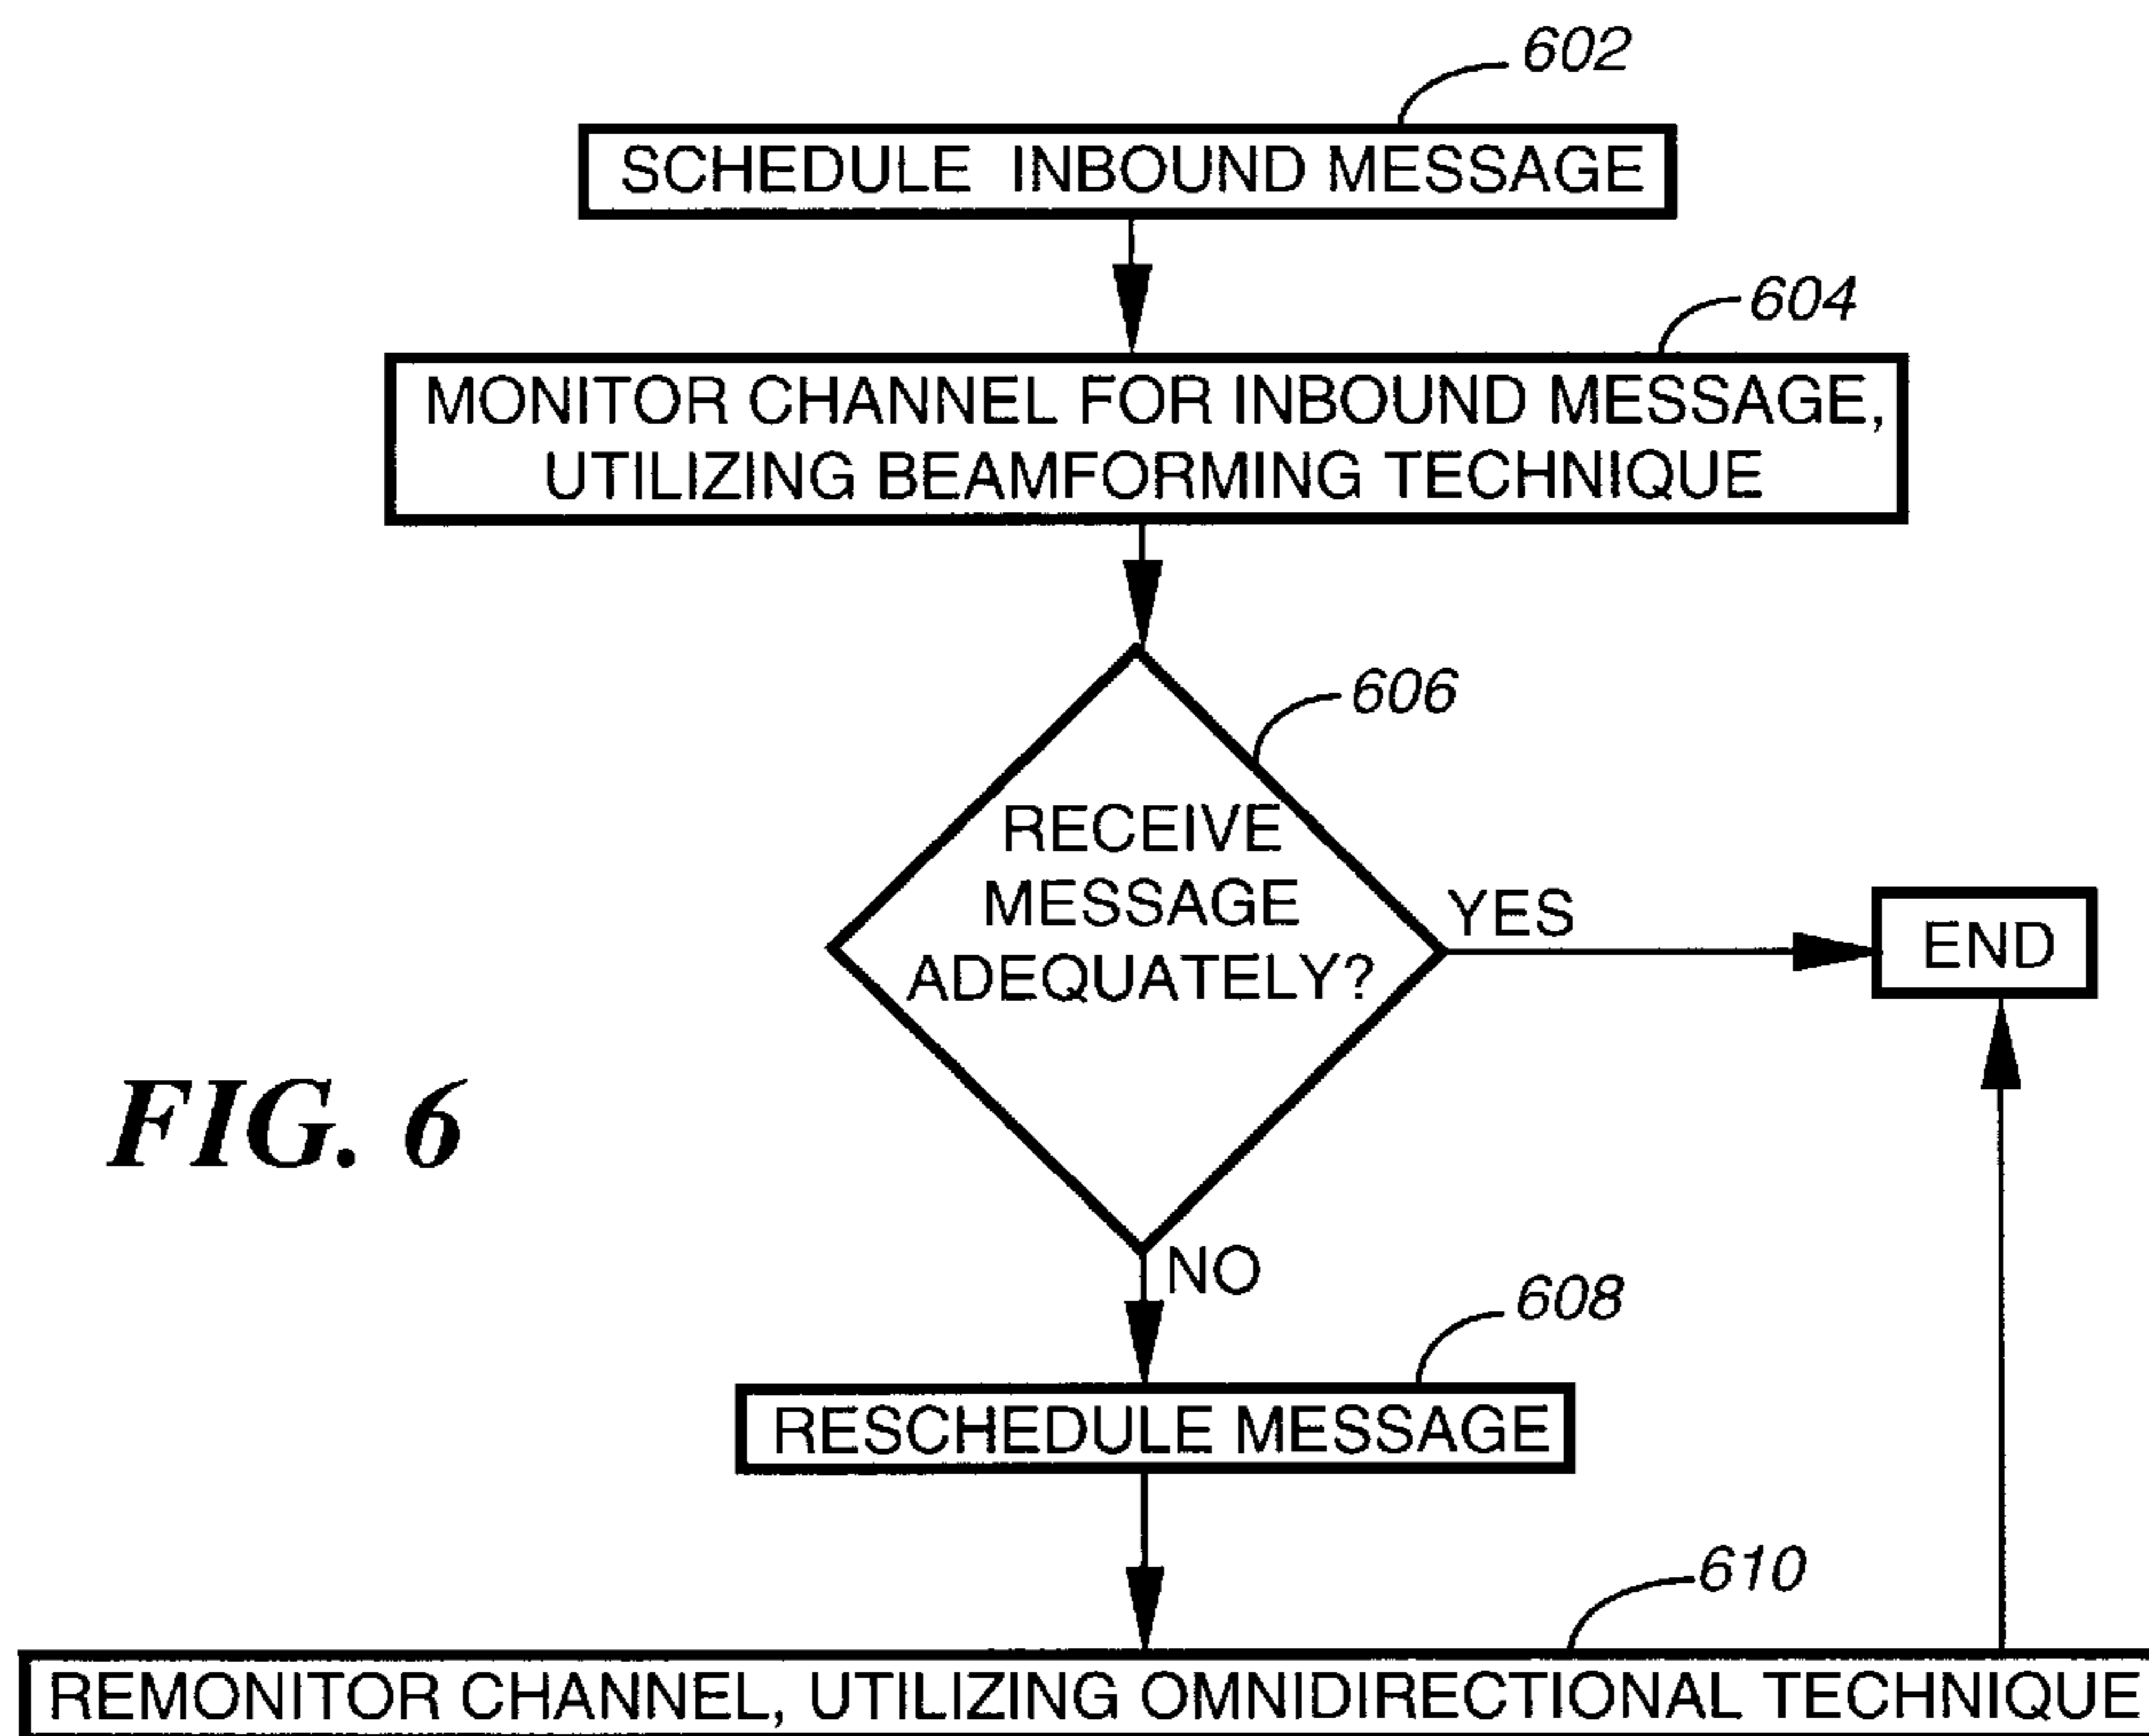 602
SCHEDULE INBOUND MESSAGE
604
MONITOR CHANNEL FOR INBOUND MESSAGE,
UTILIZING BEAMFORMING TECHNIQUE
606
RECEIVE
MESSAGE
ADEQUATELY?
YES
END
FIG. 6
NO
608
RESCHEDULE MESSAGE
610
REMONITOR CHANNEL, UTILIZING OMNIDIRECTIONAL TECHNIQUE